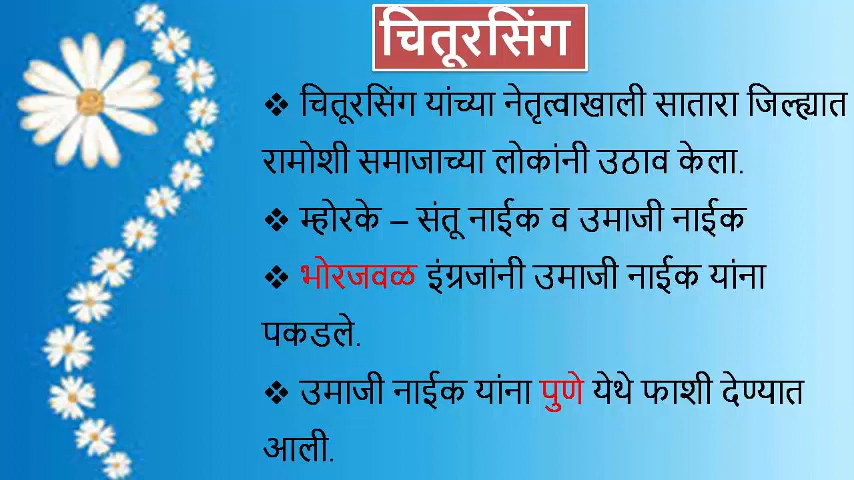 चितूरसिंग
❖ चितूरसिंग यांच्या नेतृत्वाखाली सातारा जिल्ह्यात
रामोशी समाजाच्या लोकांनी उठाव केला.
❖ म्होरके – संतू नाईक व उमाजी नाईक
❖ भोरजवळ इंग्रजांनी उमाजी नाईक यांना
पकडले.
❖ उमाजी नाईक यांना पुणे येथे फाशी देण्यात
आली.